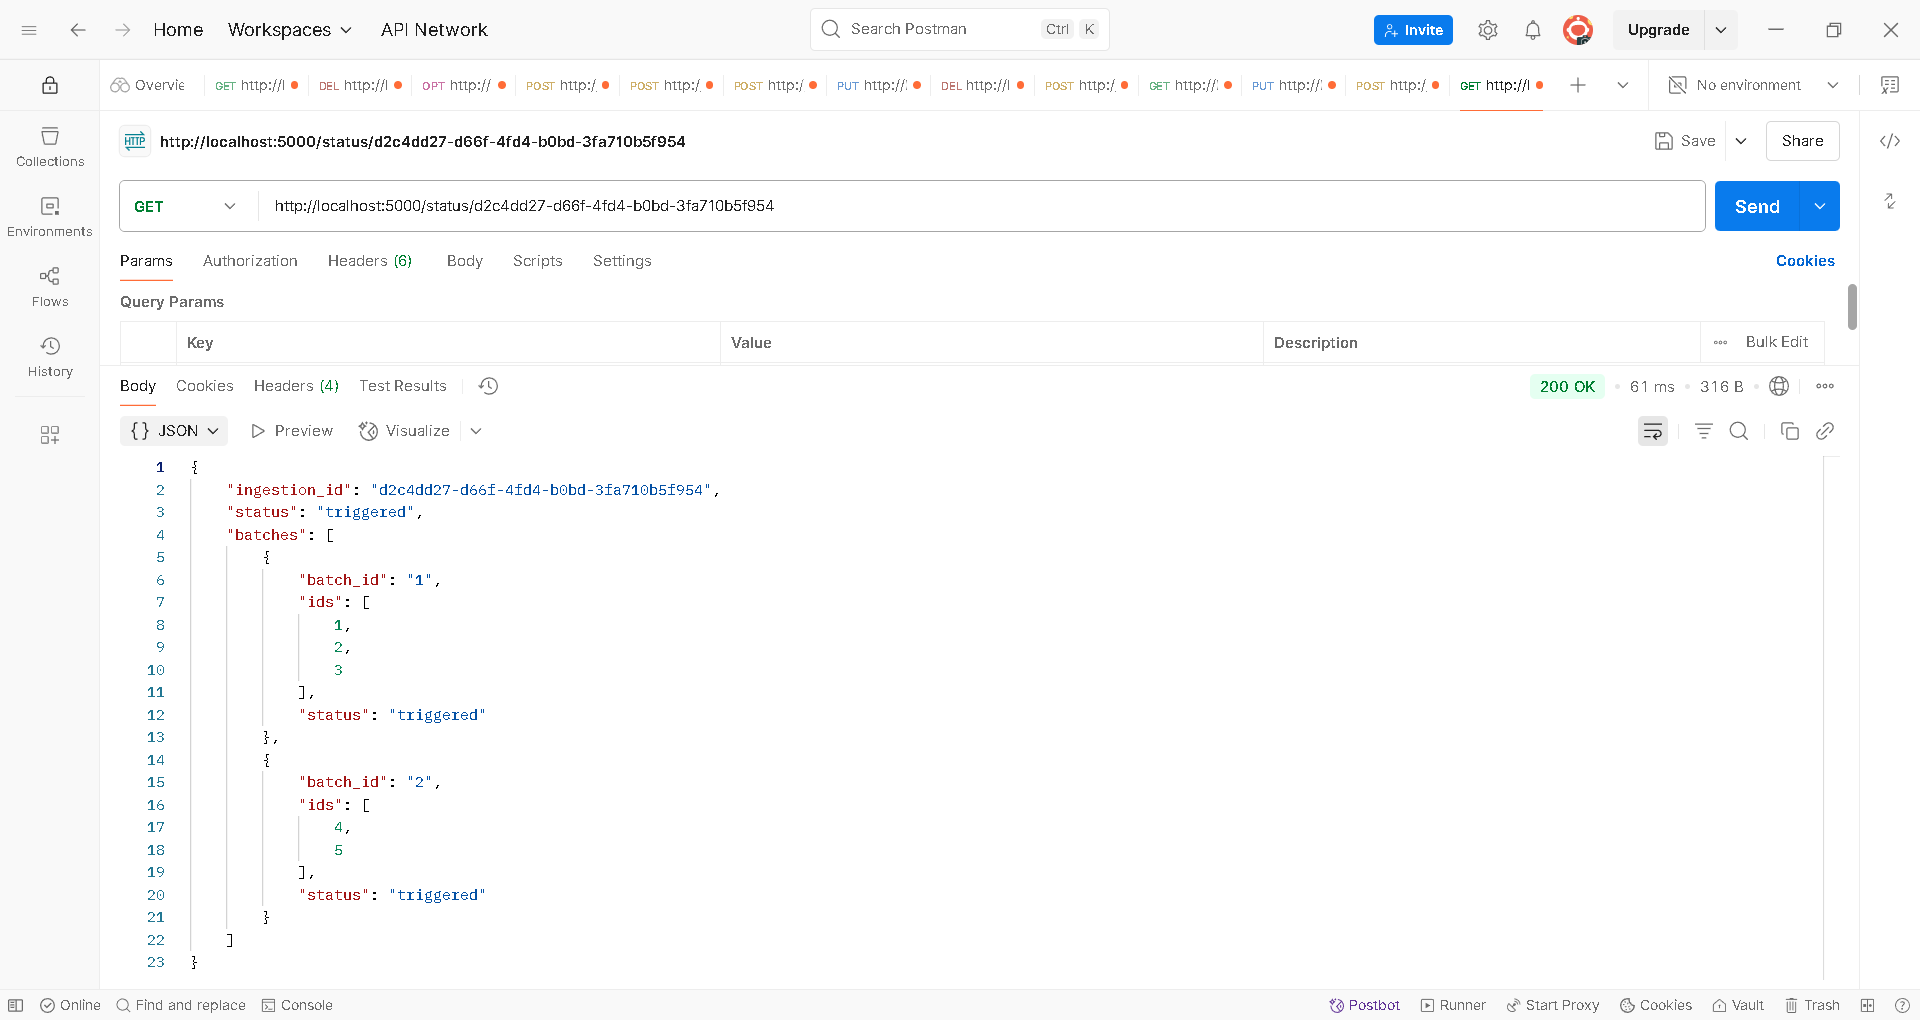 Home Workspaces API Network Search Postman Ctrl K Invite Upgrade
Overvie GET http://l DEL http://l OPT http:// POST http:/, POST http:/, POST http:/ PUT http://: DEL http://l POST http:/, GET http://: PUT http://: POST http:/ GET http://l No environment
HTTP http://localhost:5000/status/d2c4dd27-d66f-4fd4-b0bd-3fa710b5f954 Save Share
GET http://localhost:5000/status/d2c4dd27-d66f-4fd4-b0bd-3fa710b5f954 Send
Collections
Environments
Flows
History
Params Authorization Headers (6) Body Scripts Settings Cookies
Query Params
Key Value Description Bulk Edit
Body Cookies Headers (4) Test Results 200 OK 61 ms 316 B
{} JSON Preview Visualize
1 {
2 "ingestion_id": "d2c4dd27-d66f-4fd4-b0bd-3fa710b5f954",
3 "status": "triggered",
4 "batches": [
5 {
6 "batch_id": "1",
7 "ids": [
8 1,
9 2,
10 3
11 ],
12 "status": "triggered"
13 },
14 {
15 "batch_id": "2",
16 "ids": [
17 4,
18 5
19 ],
20 "status": "triggered"
21 }
22 ]
23 }
Online Find and replace Console Postbot Runner Start Proxy Cookies Vault Trash